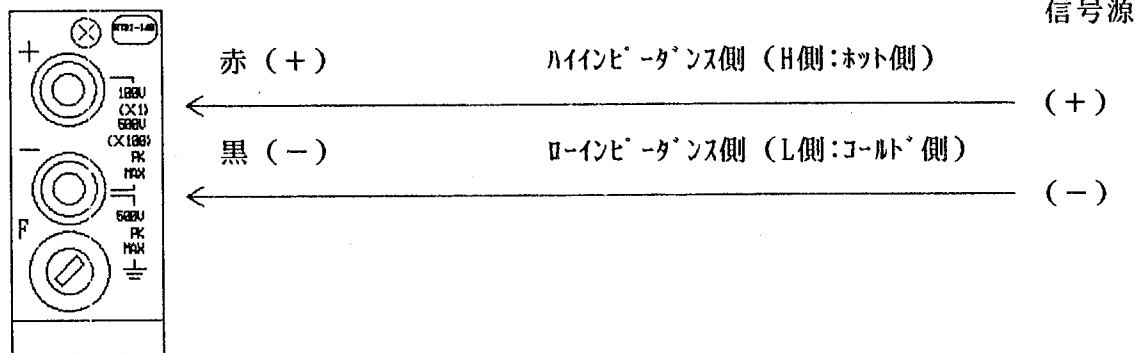 信号源
RT31-140
+
赤（+） ﾊｲｲﾝﾋﾟｰﾀﾞﾝｽ側（H側:ﾎｯﾄ側）
100V
(X1)
500V
(X100)
PK
MAX
（+）
−
黒（−） ﾛｰｲﾝﾋﾟｰﾀﾞﾝｽ側（L側:ｺｰﾙﾄﾞ側）
（−）
500V
PK
MAX
F